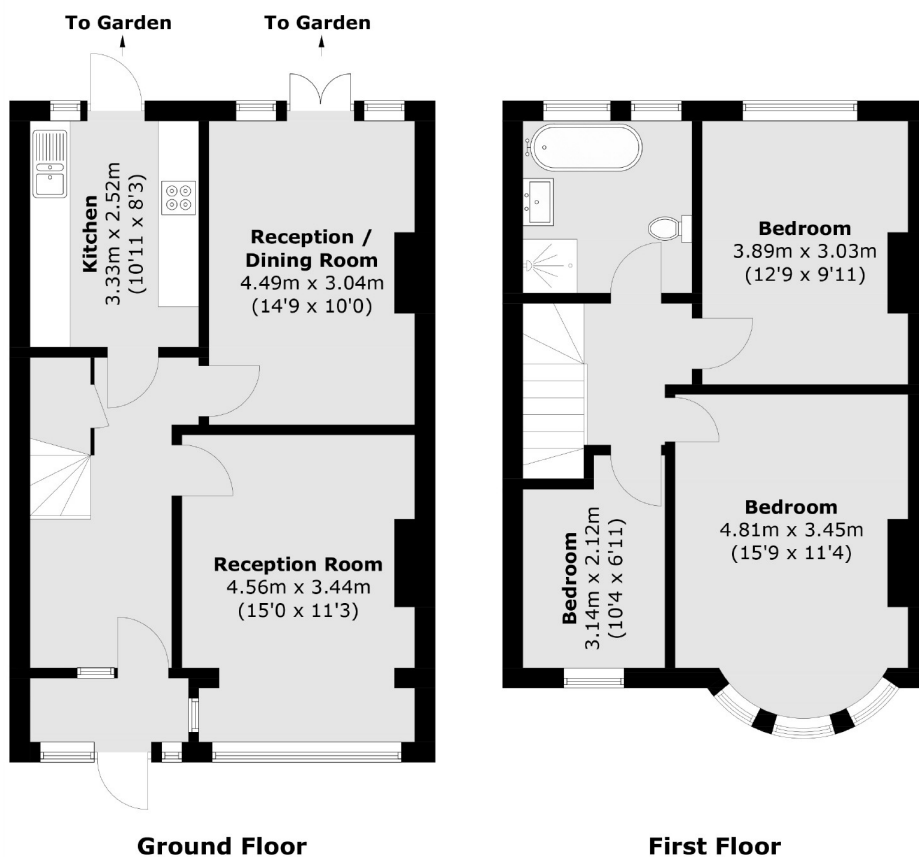 To Garden
To Garden
Kitchen
3.33m x 2.52m
(10'11 x 8'3)
Reception /
Dining Room
4.49m x 3.04m
(14'9 x 10'0)
Reception Room
4.56m x 3.44m
(15'0 x 11'3)
Ground Floor
Bedroom
3.89m x 3.03m
(12'9 x 9'11)
Bedroom
4.81m x 3.45m
(15'9 x 11'4)
Bedroom
3.14m x 2.12m
(10'4 x 6'11)
First Floor